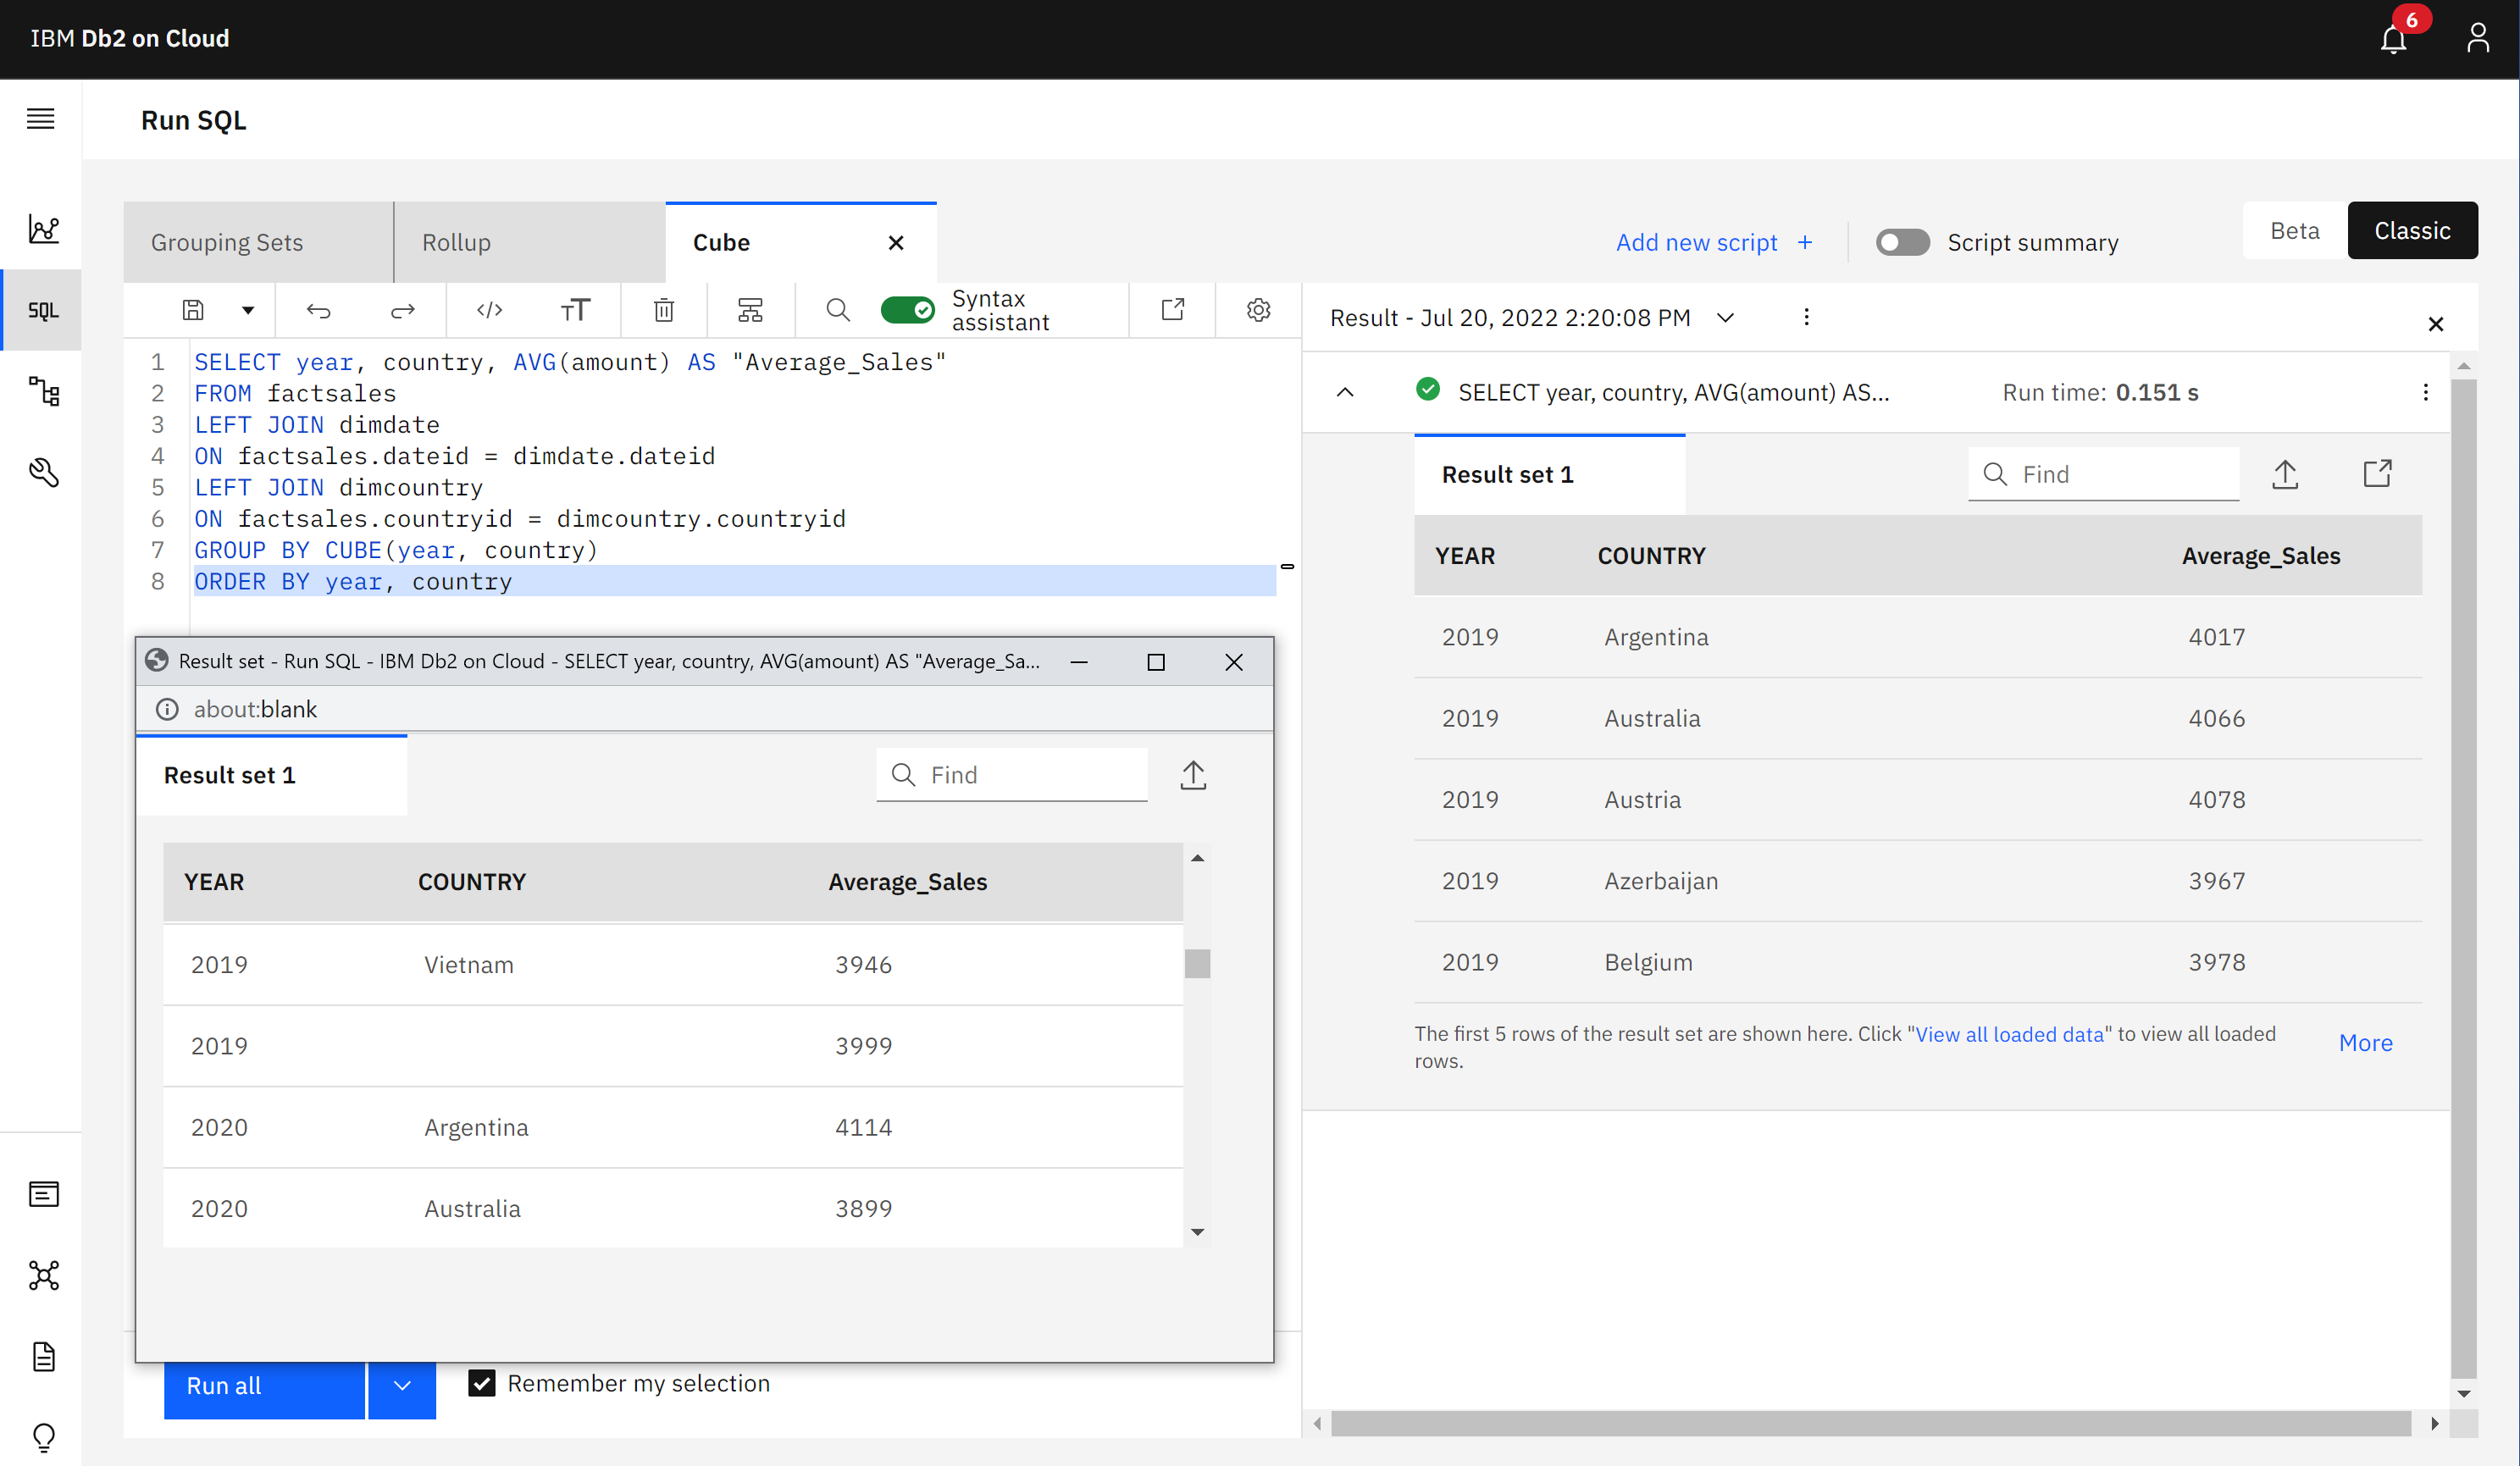 IBM Db2 on Cloud
6
Run SQL
Grouping Sets
Rollup
Cube
Add new script +
Script summary
Beta
Classic
SQL
Syntax
assistant
1 SELECT year, country, AVG(amount) AS "Average_Sales"
2 FROM factsales
3 LEFT JOIN dimdate
4 ON factsales.dateid = dimdate.dateid
5 LEFT JOIN dimcountry
6 ON factsales.countryid = dimcountry.countryid
7 GROUP BY CUBE(year, country)
8 ORDER BY year, country
Result set - Run SQL - IBM Db2 on Cloud - SELECT year, country, AVG(amount) AS "Average_Sa...
about:blank
Result set 1
Find
YEAR COUNTRY Average_Sales
2019 Vietnam 3946
2019 3999
2020 Argentina 4114
2020 Australia 3899
Run all
Remember my selection
Result - Jul 20, 2022 2:20:08 PM
SELECT year, country, AVG(amount) AS...
Run time: 0.151 s
Result set 1
Find
YEAR COUNTRY Average_Sales
2019 Argentina 4017
2019 Australia 4066
2019 Austria 4078
2019 Azerbaijan 3967
2019 Belgium 3978
The first 5 rows of the result set are shown here. Click "View all loaded data" to view all loaded
rows.
More